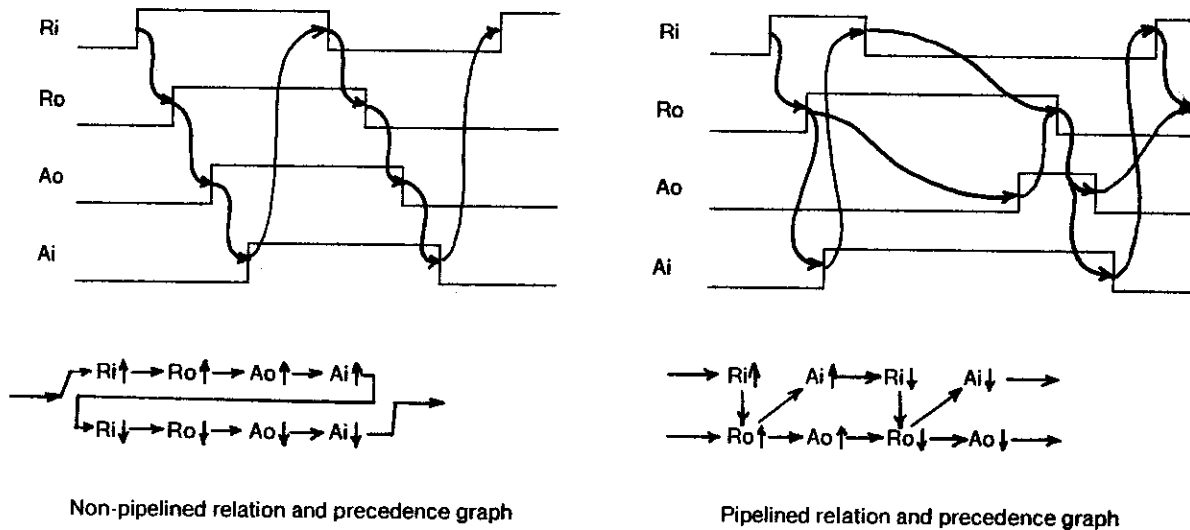 Ri
Ro
Ao
Ai
Ri↑ → Ro↑ → Ao↑ → Ai↑
Ri↓ → Ro↓ → Ao↓ → Ai↓
Non-pipelined relation and precedence graph
Ri
Ro
Ao
Ai
Ri↑ Ai↑ → Ri↓ Ai↓
Ro↑ → Ao↑ → Ro↓ → Ao↓
Pipelined relation and precedence graph